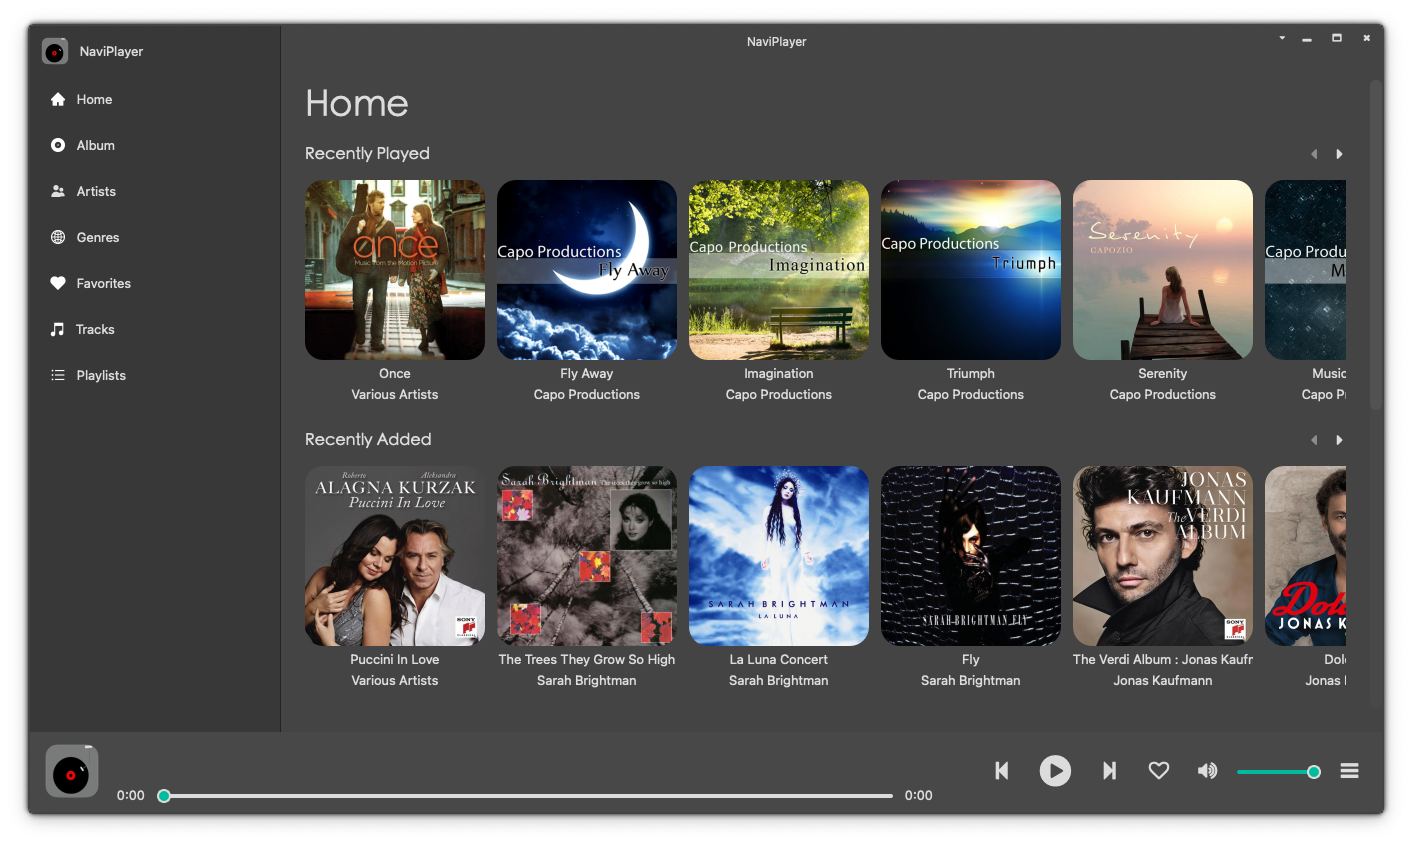 NaviPlayer
NaviPlayer
Home
Album
Artists
Genres
Favorites
Tracks
Playlists
Home
Recently Played
once
Music from the Motion Picture
Capo Productions
Fly Away
Capo Productions
Imagination
Capo Productions
Triumph
Serenity
CAPOZIO
Capo Produ
M
Once
Various Artists
Fly Away
Capo Productions
Imagination
Capo Productions
Triumph
Capo Productions
Serenity
Capo Productions
Music
Capo P
Recently Added
Roberto Aleksandra
ALAGNA KURZAK
Puccini In Love
SONY
CLASSICAL
Sarah Brightman The trees they grow so high
SARAH BRIGHTMAN
LA LUNA
SARAH BRIGHTMAN FLY
JONAS
KAUFMANN
The VERDI
ALBUM
SONY
CLASSICAL
Dol
JONAS K
Puccini In Love
Various Artists
The Trees They Grow So High
Sarah Brightman
La Luna Concert
Sarah Brightman
Fly
Sarah Brightman
The Verdi Album : Jonas Kaufr
Jonas Kaufmann
Dol
Jonas
0:00
0:00